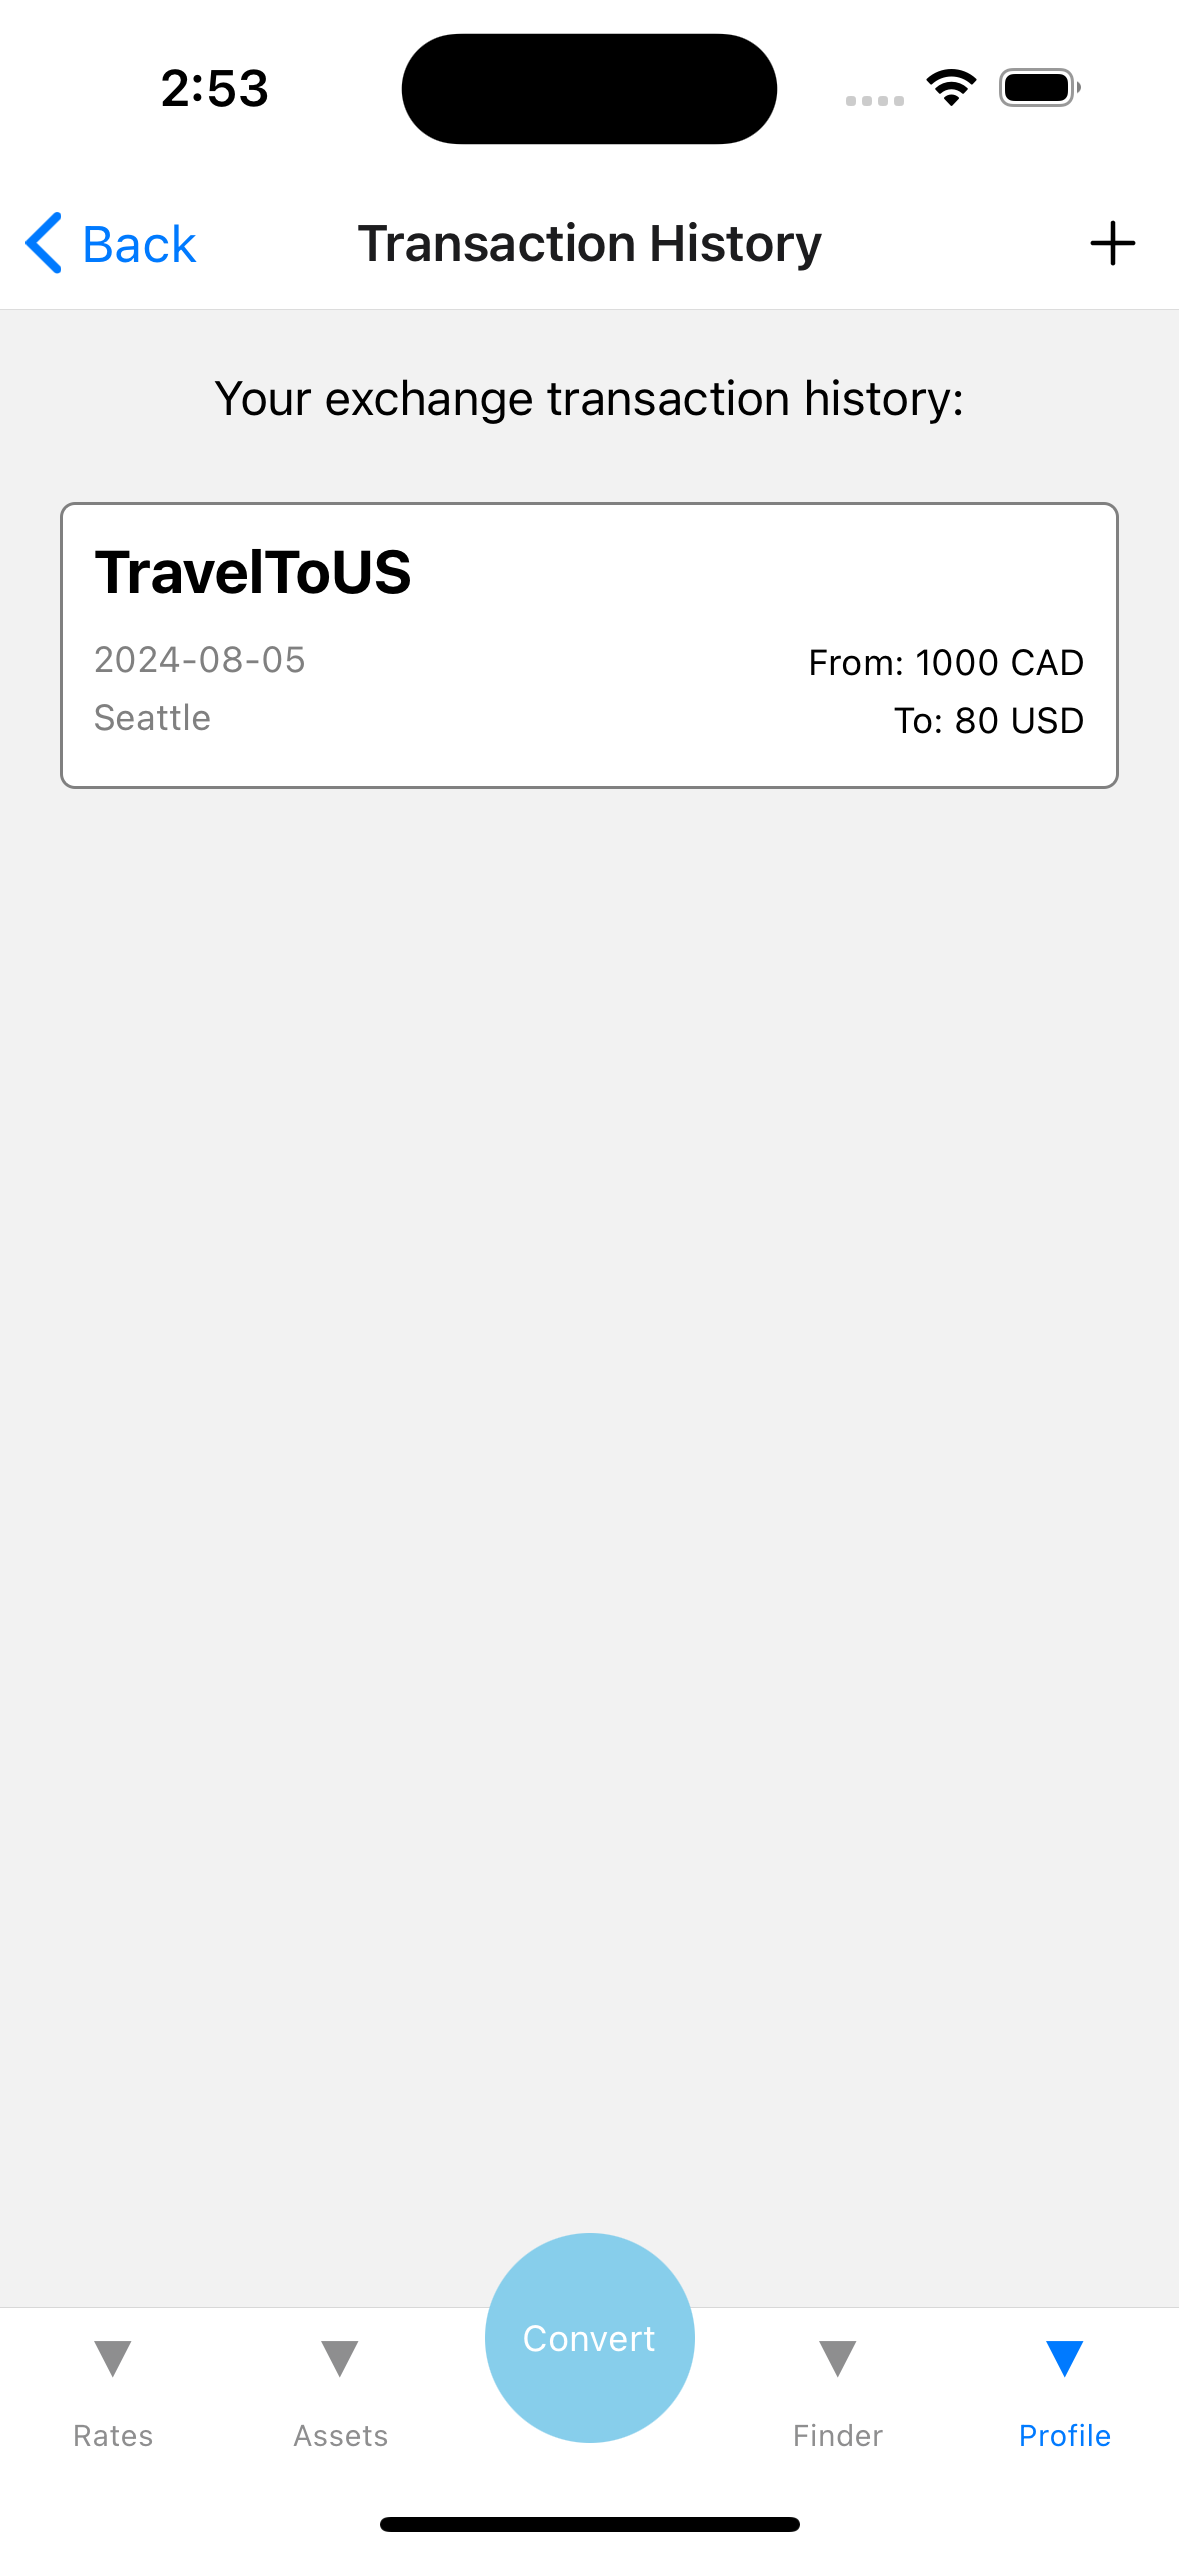 2:53
Back
Transaction History
Your exchange transaction history:
TravelToUS
2024-08-05
From: 1000 CAD
Seattle
To: 80 USD
Convert
Rates
Assets
Finder
Profile